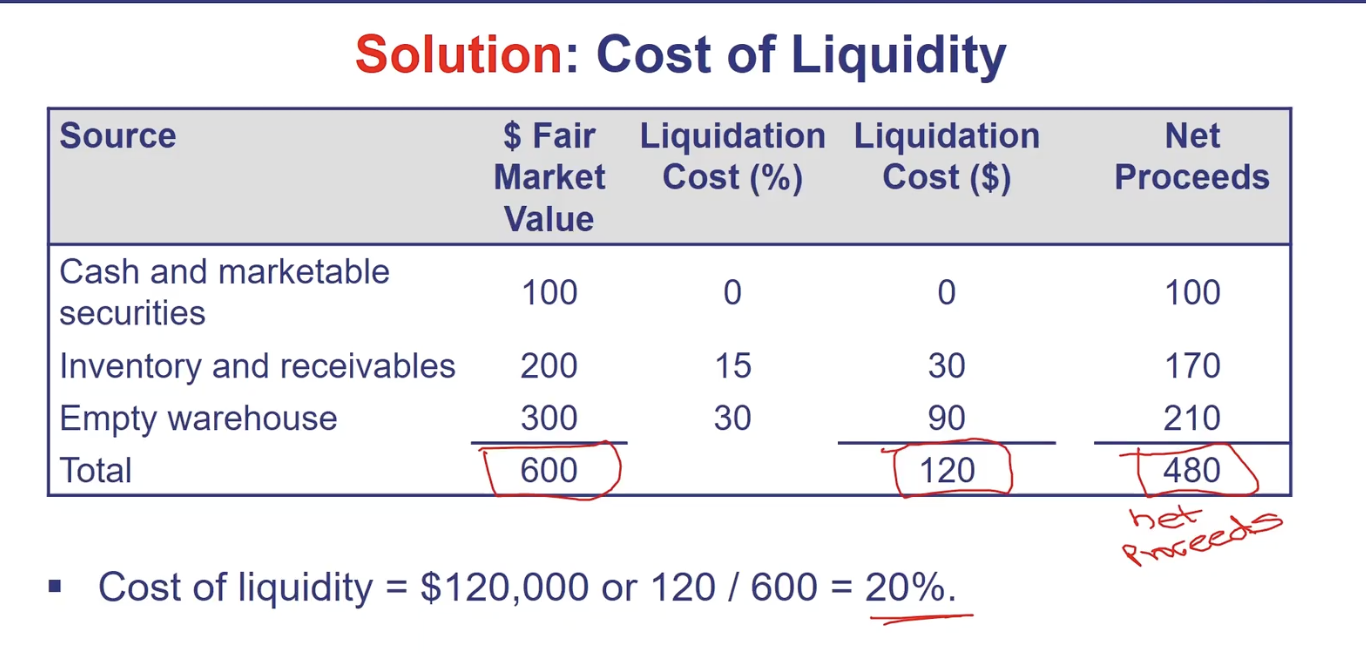 Solution: Cost of Liquidity
Source $ Fair Market Value Liquidation Cost (%) Liquidation Cost ($) Net Proceeds
Cash and marketable securities 100 0 0 100
Inventory and receivables 200 15 30 170
Empty warehouse 300 30 90 210
Total 600 120 480
net
proceeds
▪ Cost of liquidity = $120,000 or 120 / 600 = 20%.